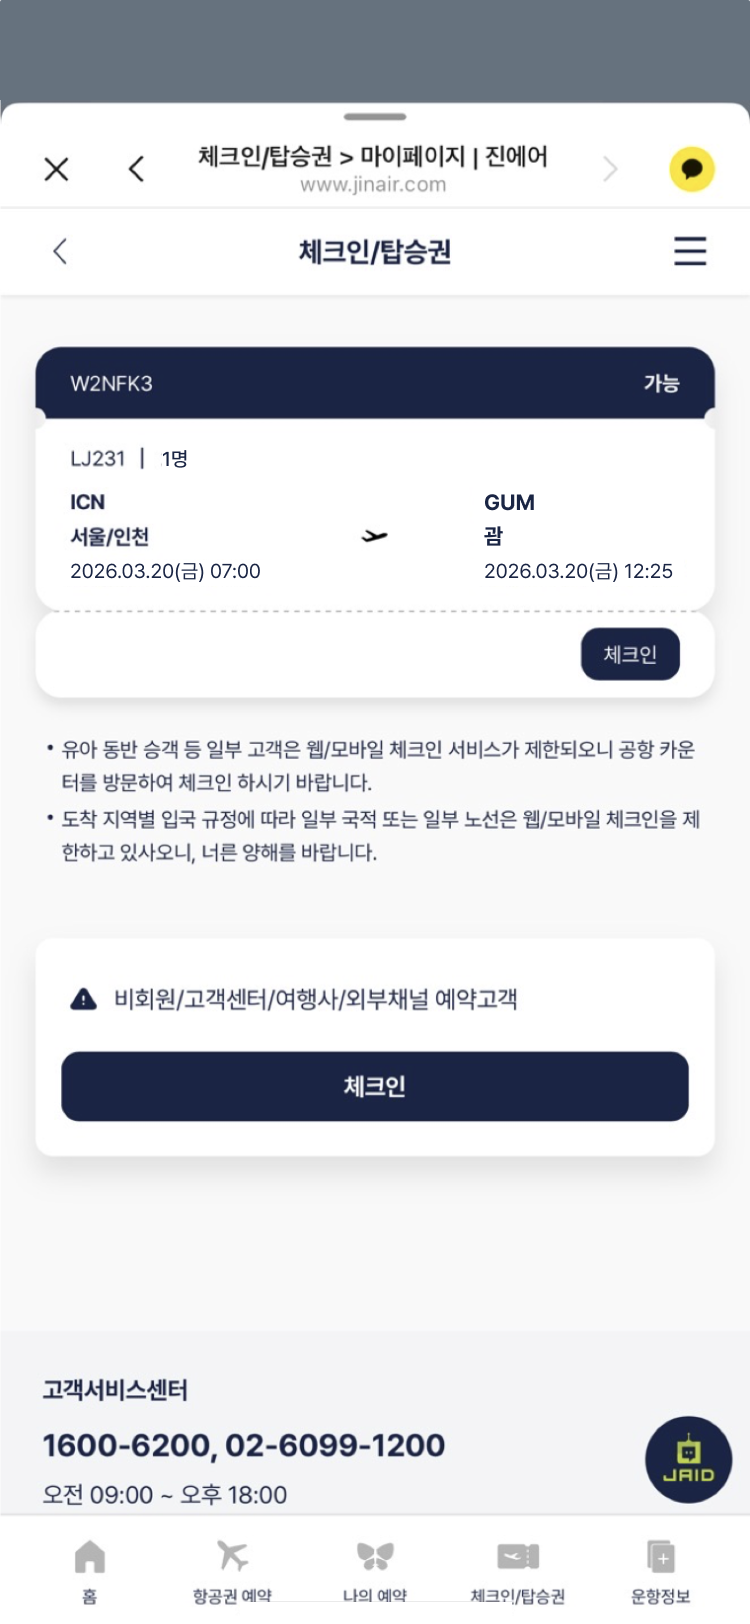 체크인/탑승권 > 마이페이지 | 진에어
www.jinair.com
체크인/탑승권
W2NFK3 가능
LJ231 | 1명
ICN GUM
서울/인천 괌
2026.03.20(금) 07:00 2026.03.20(금) 12:25
체크인
• 유아 동반 승객 등 일부 고객은 웹/모바일 체크인 서비스가 제한되오니 공항 카운
터를 방문하여 체크인 하시기 바랍니다.
• 도착 지역별 입국 규정에 따라 일부 국적 또는 일부 노선은 웹/모바일 체크인을 제
한하고 있사오니, 너른 양해를 바랍니다.
비회원/고객센터/여행사/외부채널 예약고객
체크인
고객서비스센터
1600-6200, 02-6099-1200
오전 09:00 ~ 오후 18:00
JAID
홈 항공권 예약 나의 예약 체크인/탑승권 운항정보